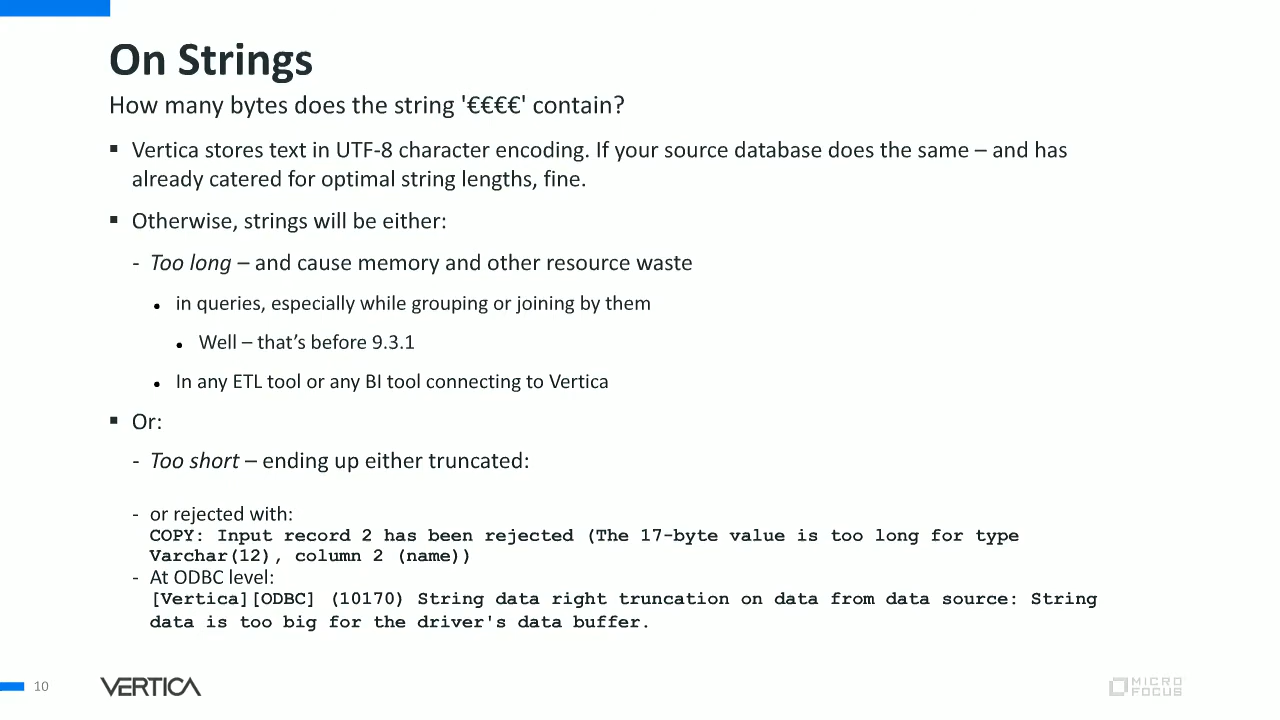 On Strings
How many bytes does the string '€€€€' contain?
▪ Vertica stores text in UTF-8 character encoding. If your source database does the same – and has
already catered for optimal string lengths, fine.
▪ Otherwise, strings will be either:
- Too long – and cause memory and other resource waste
• in queries, especially while grouping or joining by them
• Well – that’s before 9.3.1
• In any ETL tool or any BI tool connecting to Vertica
▪ Or:
- Too short – ending up either truncated:
- or rejected with:
COPY: Input record 2 has been rejected (The 17-byte value is too long for type
Varchar(12), column 2 (name))
- At ODBC level:
[Vertica][ODBC] (10170) String data right truncation on data from data source: String
data is too big for the driver's data buffer.
10
VERTICA
MICRO
FOCUS